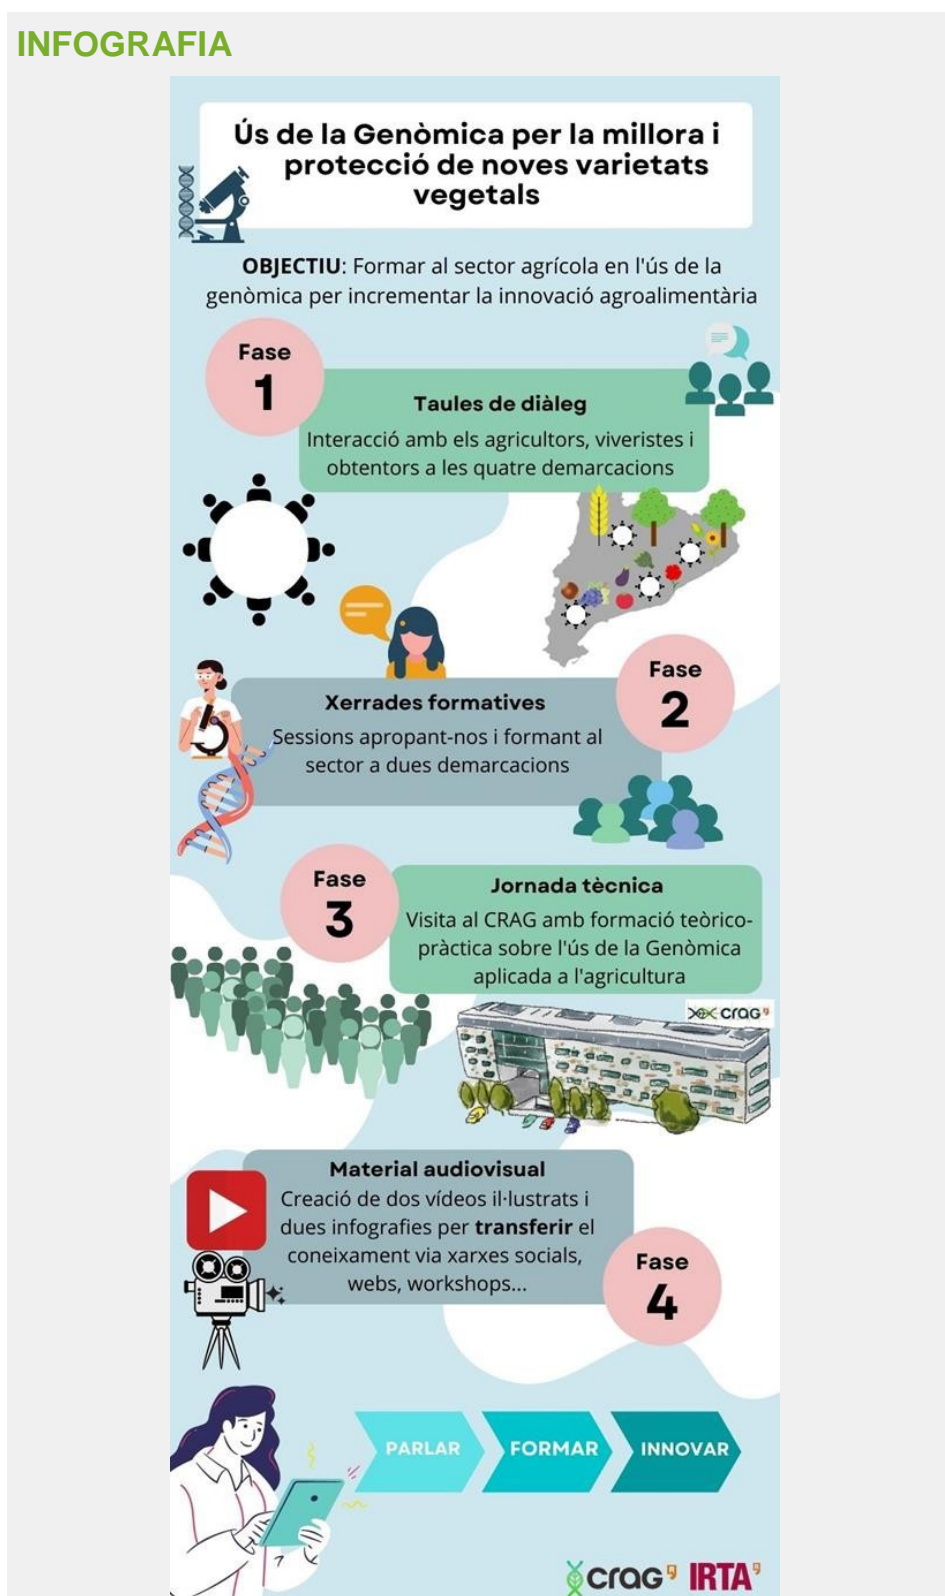 INFOGRAFIA
Ús de la Genòmica per la millora i
protecció de noves varietats
vegetals
OBJECTIU: Formar al sector agrícola en l'ús de la
genòmica per incrementar la innovació agroalimentària
Fase
1
Taules de diàleg
Interacció amb els agricultors, viveristes i
obtentors a les quatre demarcacions
Fase
2
Xerrades formatives
Sessions apropant-nos i formant al
sector a dues demarcacions
Fase
3
Jornada tècnica
Visita al CRAG amb formació teòrico-
pràctica sobre l'ús de la Genòmica
aplicada a l'agricultura
crag
Material audiovisual
Creació de dos vídeos il·lustrats i
dues infografies per transferir el
coneixament via xarxes socials,
webs, workshops...
Fase
4
PARLAR
FORMAR
INNOVAR
crag
IRTA